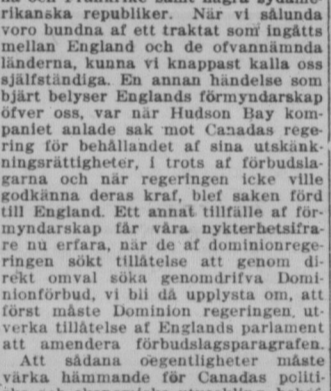 rikanska republiker. När vi sålunda
voro bundna af ett traktat som ingåtts
mellan England och de ofvannämnda
länderna, kunna vi knappast kalla oss
själfständiga. En annan händelse som
bjärt belyser Englands förmyndarskap
öfver oss, var när Hudson Bay kom-
paniet anlade sak mot Canadas rege-
ring för behållandet af sina utskänk-
ningsrättigheter, i trots af förbudsla-
garna och när regeringen icke ville
godkänna deras kraf, blef saken förd
till England. Ett annat tillfälle af för-
myndarskap får våra nykterhetsifra-
re nu erfara, när de af dominionrege-
ringen sökt tillåtelse att genom di-
rekt omval söka genomdrifva Domi-
nionförbud, vi bli då upplysta om, att
först måste Dominion regeringen ut-
verka tillåtelse af Englands parlament
att amendera förbudslagsparagrafen.
Att sådana oegentligheter måste
värka hämmande för Canadas politi-